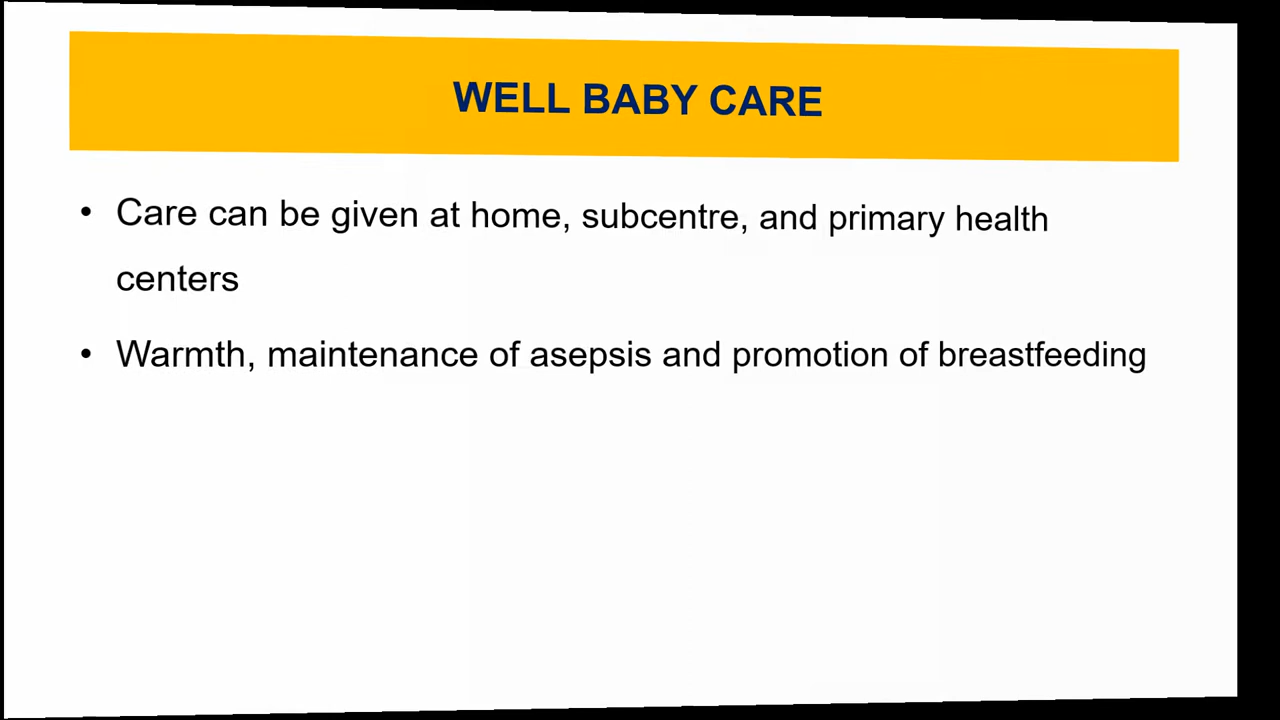 WELL BABY CARE
• Care can be given at home, subcentre, and primary health
centers
• Warmth, maintenance of asepsis and promotion of breastfeeding